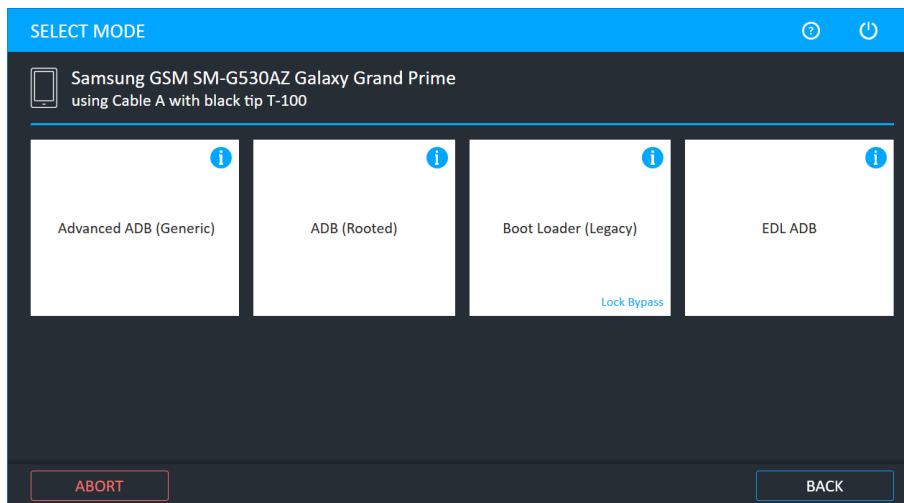 SELECT MODE
Samsung GSM SM-G530AZ Galaxy Grand Prime
using Cable A with black tip T-100
Advanced ADB (Generic)
ADB (Rooted)
Boot Loader (Legacy)
Lock Bypass
EDL ADB
ABORT
BACK